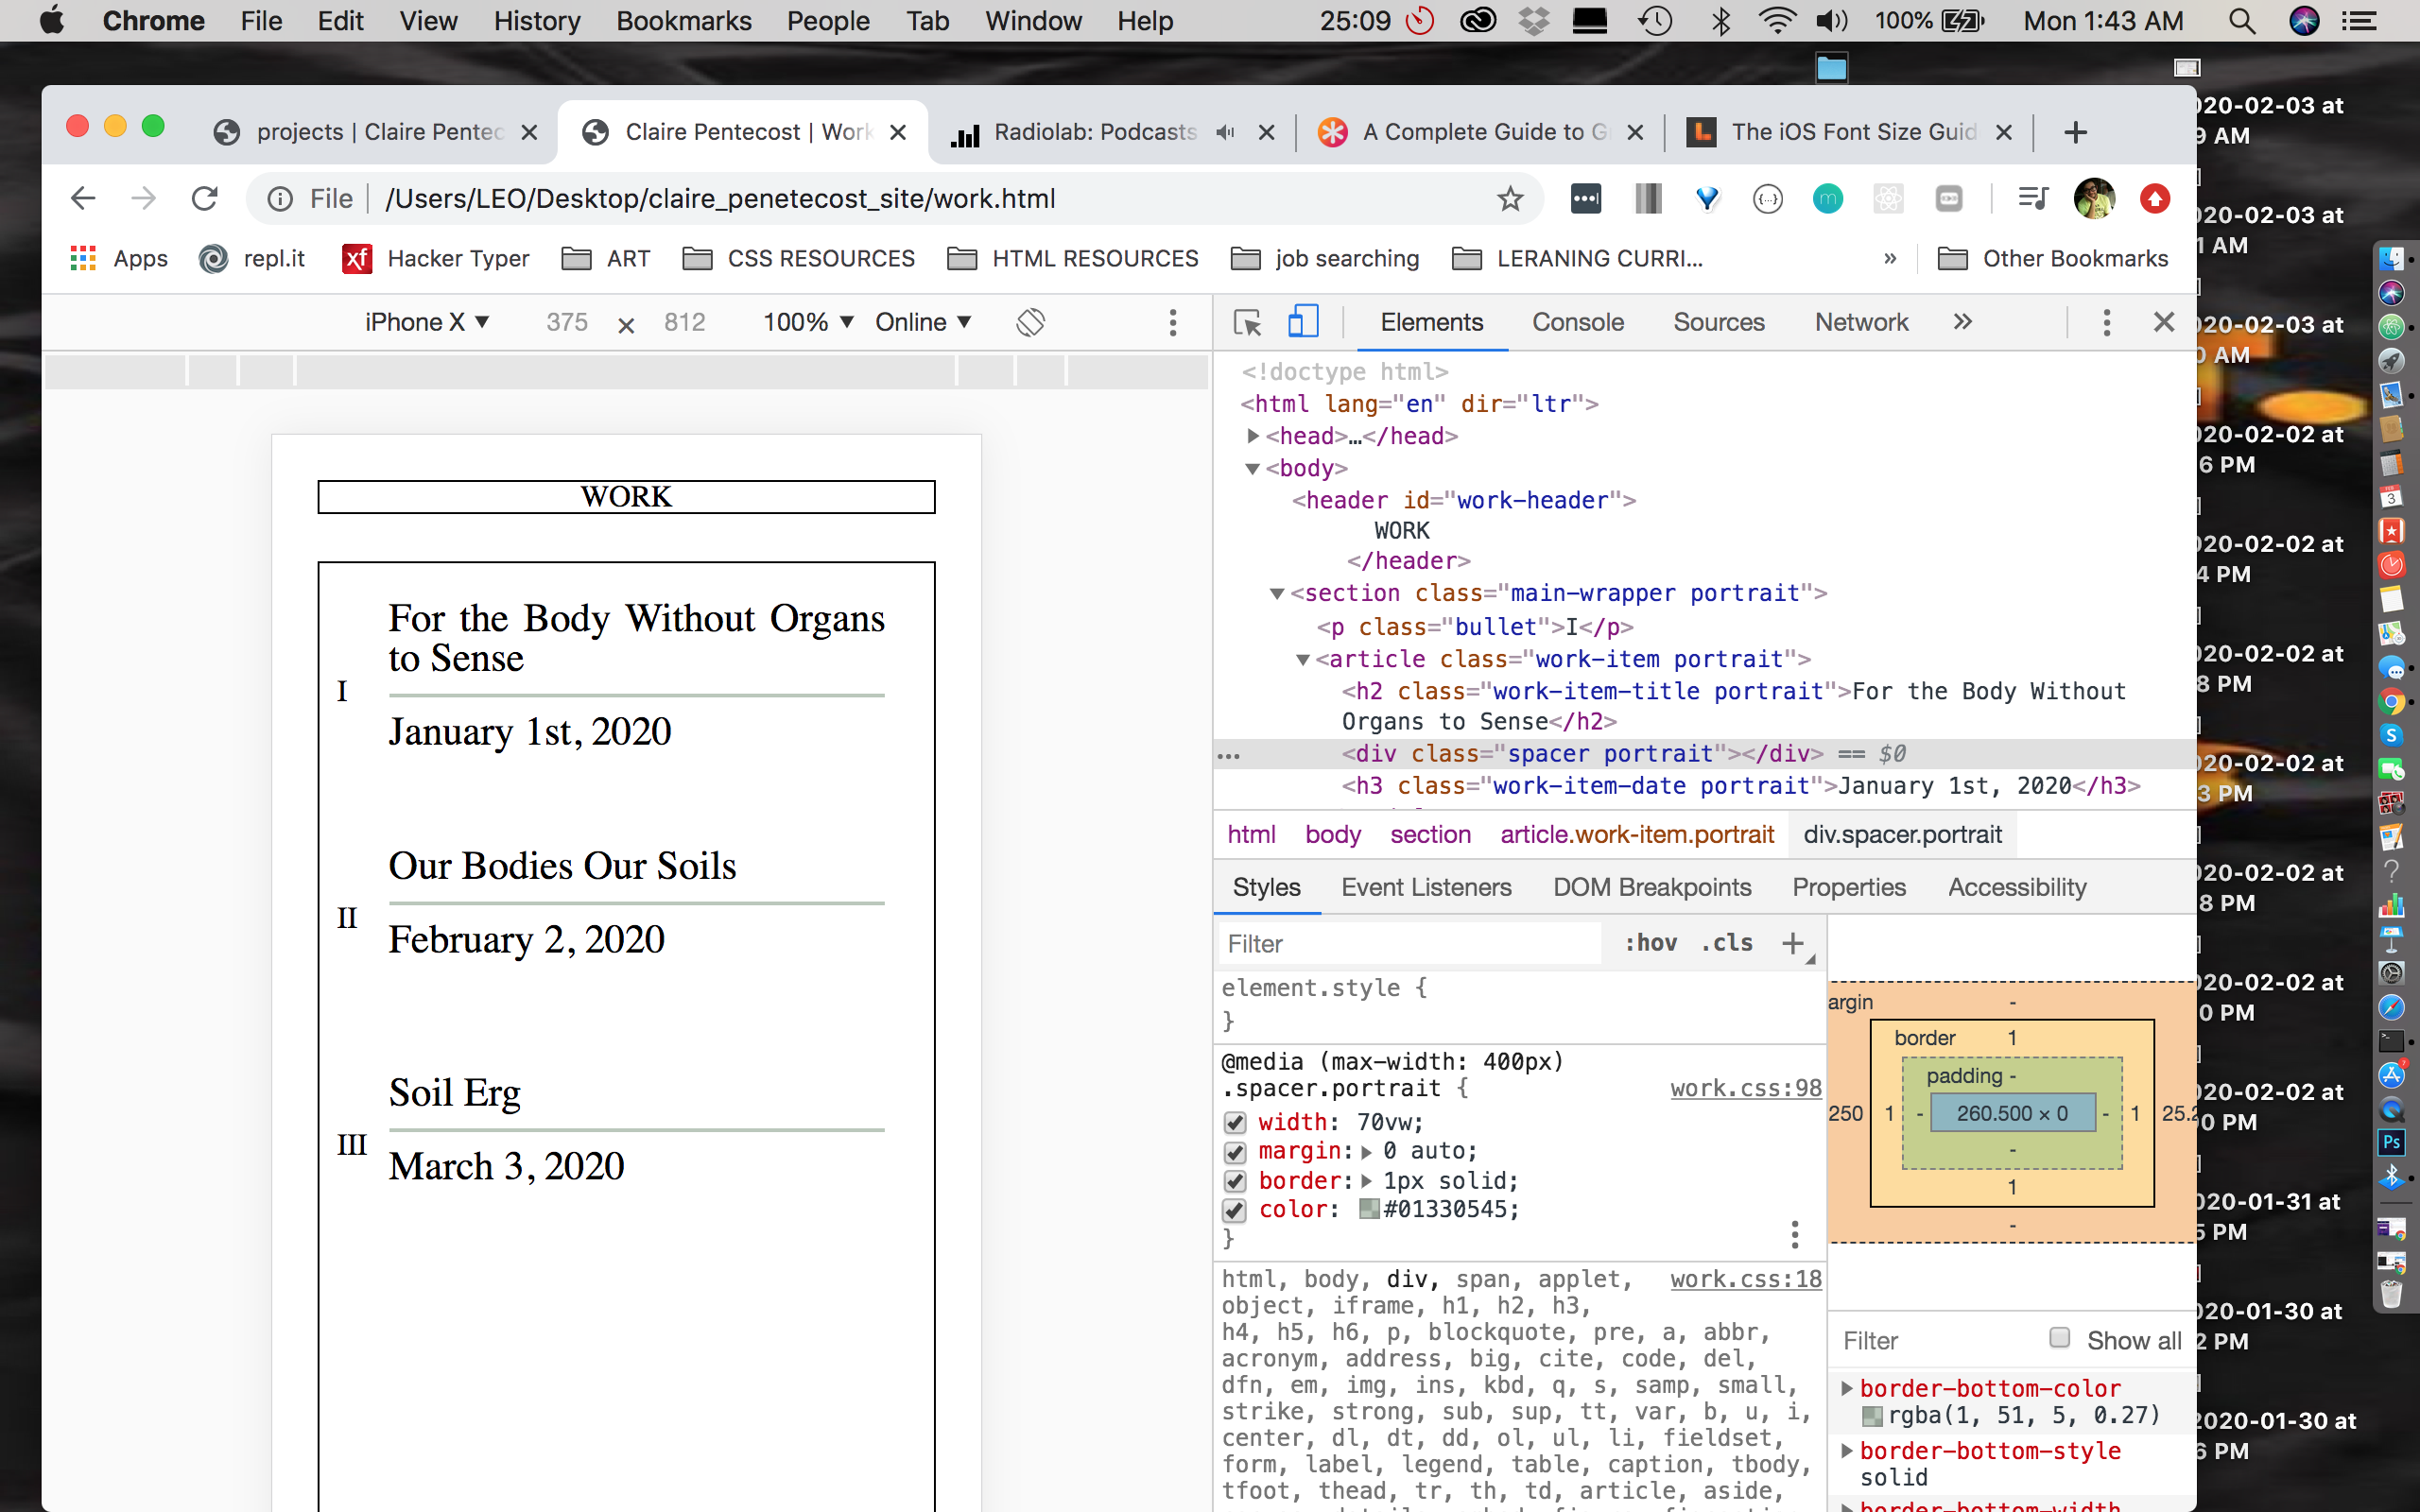 Chrome File Edit View History Bookmarks People Tab Window Help 25:09 100% Mon 1:43 AM
projects | Claire Pentec
Claire Pentecost | Work
Radiolab: Podcasts
A Complete Guide to G
The iOS Font Size Guid
File /Users/LEO/Desktop/claire_penetecost_site/work.html
Apps repl.it xf Hacker Typer ART CSS RESOURCES HTML RESOURCES job searching LERANING CURRI... » Other Bookmarks
iPhone X ▼ 375 × 812 100% ▼ Online ▼
WORK
I
For the Body Without Organs
to Sense
January 1st, 2020
II
Our Bodies Our Soils
February 2, 2020
III
Soil Erg
March 3, 2020
Elements Console Sources Network »
<!doctype html>
<html lang="en" dir="ltr">
<head>…</head>
<body>
<header id="work-header">
WORK
</header>
<section class="main-wrapper portrait">
<p class="bullet">I</p>
<article class="work-item portrait">
<h2 class="work-item-title portrait">For the Body Without
Organs to Sense</h2>
<div class="spacer portrait"></div> == $0
<h3 class="work-item-date portrait">January 1st, 2020</h3>
html body section article.work-item.portrait div.spacer.portrait
Styles Event Listeners DOM Breakpoints Properties Accessibility
Filter :hov .cls +
element.style {
}
@media (max-width: 400px)
.spacer.portrait { work.css:98
width: 70vw;
margin: 0 auto;
border: 1px solid;
color: #01330545;
}
html, body, div, span, applet, work.css:18
object, iframe, h1, h2, h3,
h4, h5, h6, p, blockquote, pre, a, abbr,
acronym, address, big, cite, code, del,
dfn, em, img, ins, kbd, q, s, samp, small,
strike, strong, sub, sup, tt, var, b, u, i,
center, dl, dt, dd, ol, ul, li, fieldset,
form, label, legend, table, caption, tbody,
tfoot, thead, tr, th, td, article, aside,
argin -
border 1
padding -
250 1 - 260.500 × 0 - 1 25.2
-
1
-
Filter Show all
border-bottom-color
rgba(1, 51, 5, 0.27)
border-bottom-style
solid
border-bottom-width
020-02-03 at
9 AM
020-02-03 at
1 AM
020-02-03 at
0 AM
020-02-02 at
6 PM
020-02-02 at
4 PM
020-02-02 at
8 PM
020-02-02 at
3 PM
020-02-02 at
8 PM
020-02-02 at
0 PM
020-02-02 at
0 PM
020-01-31 at
5 PM
020-01-30 at
2 PM
2020-01-30 at
6 PM
Ps